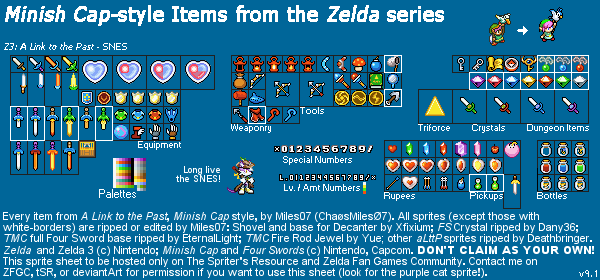 Minish Cap-style Items from the Zelda series
Z3: A Link to the Past - SNES
Equipment
Weaponry
Tools
Triforce
Crystals
Dungeon Items
Palettes
Long live
the SNES!
×0123456789/
Special Numbers
L.0123456789/×
Lv. / Amt Numbers
Rupees
Pickups
Bottles
Every item from A Link to the Past, Minish Cap style, by Miles07 (ChaosMilesØ7). All sprites (except those with
white-borders) are ripped or edited by Miles07: Shovel and base for Decanter by Xfixium; FS Crystal ripped by Dany36;
TMC full Four Sword base ripped by EternalLight; TMC Fire Rod Jewel by Yue; other aLttP sprites ripped by Deathbringer.
Zelda and Zelda 3 (c) Nintendo; Minish Cap and Four Swords (c) Nintendo, Capcom. DON'T CLAIM AS YOUR OWN!
This sprite sheet to be hosted only on The Spriter's Resource and Zelda Fan Games Community. Contact me on
ZFGC, tSR, or deviantArt for permission if you want to use this sheet (look for the purple cat sprite!).
v9.1